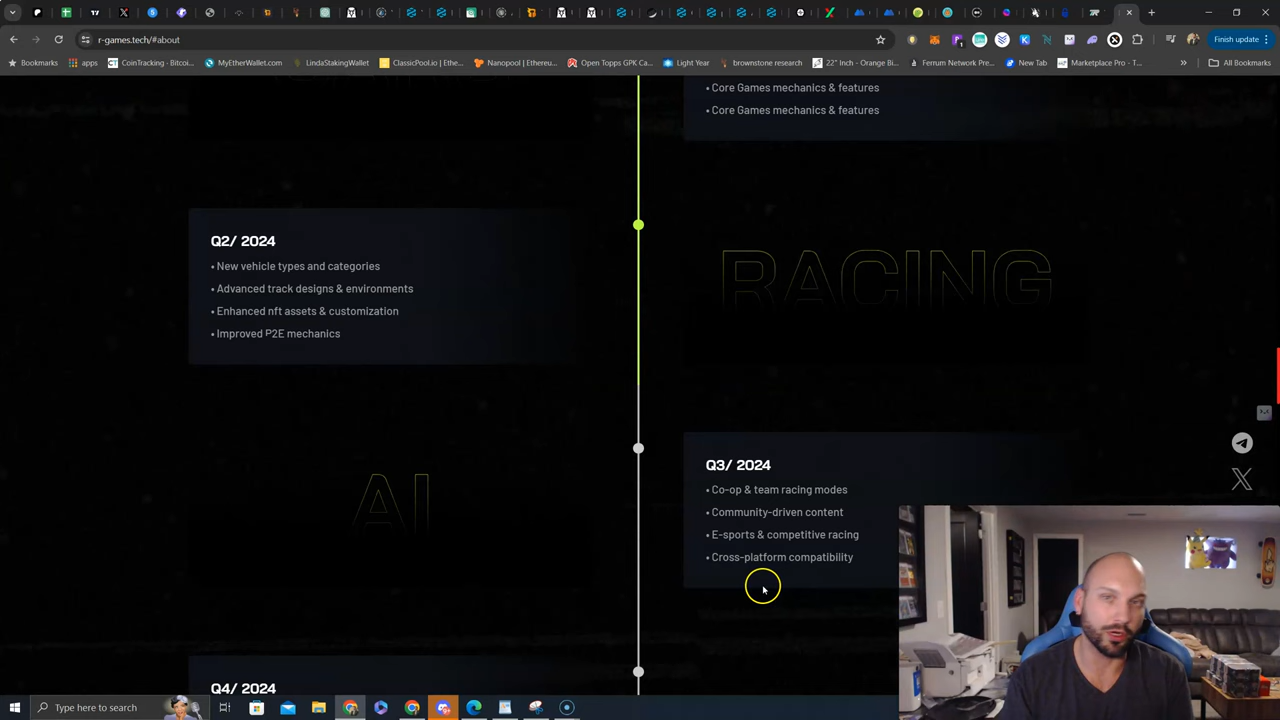 Finish update
r-games.tech/#about
Bookmarks
apps
CoinTracking · Bitcoi...
MyEtherWallet.com
LindaStakingWallet
ClassicPool.io | Ethe...
Nanopool | Ethereu...
Open Topps GPK Ca...
Light Year
brownstone research
22" Inch - Orange Bi...
Ferrum Network Pre...
New Tab
Marketplace Pro - T...
All Bookmarks
• Core Games mechanics & features
• Core Games mechanics & features
Q2/ 2024
• New vehicle types and categories
• Advanced track designs & environments
• Enhanced nft assets & customization
• Improved P2E mechanics
RACING
AI
Q3/ 2024
• Co-op & team racing modes
• Community-driven content
• E-sports & competitive racing
• Cross-platform compatibility
Q4/ 2024
Type here to search